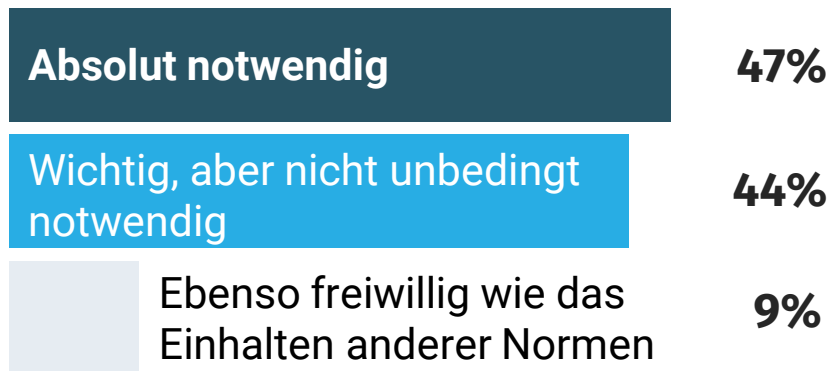 Absolut notwendig 47%
Wichtig, aber nicht unbedingt
notwendig 44%
Ebenso freiwillig wie das
Einhalten anderer Normen 9%